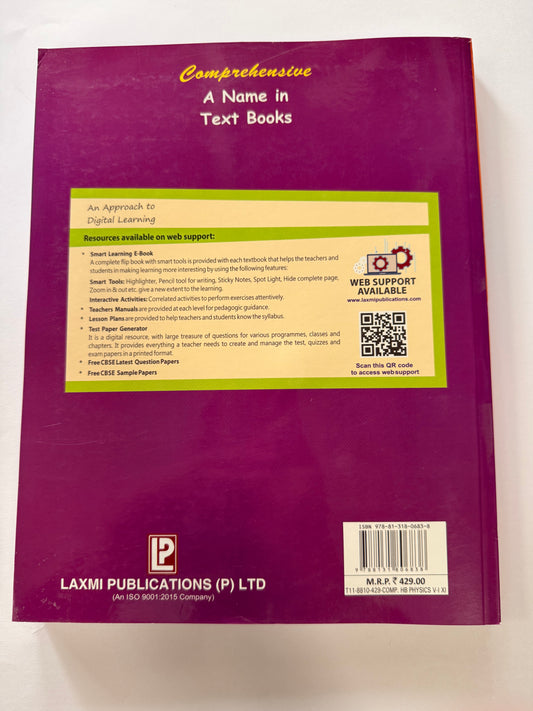 Comprehensive
A Name in
Text Books
An Approach to
Digital Learning
Resources available on web support:
• Smart Learning E-Book
A complete flip book with smart tools is provided with each textbook that helps the teachers and
students in making learning more interesting by using the following features:
Smart Tools: Highlighter, Pencil tool for writing, Sticky Notes, Spot Light, Hide complete page,
Zoom in & out etc. give a new extent to the learning.
Interactive Activities: Correlated activities to perform exercises attentively.
• Teachers Manuals are provided at each level for pedagogic guidance.
• Lesson Plans are provided to help teachers and students know the syllabus.
• Test Paper Generator
It is a digital resource, with large treasure of questions for various programmes, classes and
chapters. It provides everything a teacher needs to create and manage the test, quizzes and
exam papers in a printed format.
• Free CBSE Latest Question Papers
• Free CBSE Sample Papers
WEB SUPPORT
AVAILABLE
www.laxmipublications.com
Scan this QR code
to access web support
LP
LAXMI PUBLICATIONS (P) LTD
(An ISO 9001:2015 Company)
ISBN 978-81-318-0683-8
9 788131 806838
M.R.P. ₹ 429.00
T11-8810-429-COMP. HB PHYSICS V-I XI